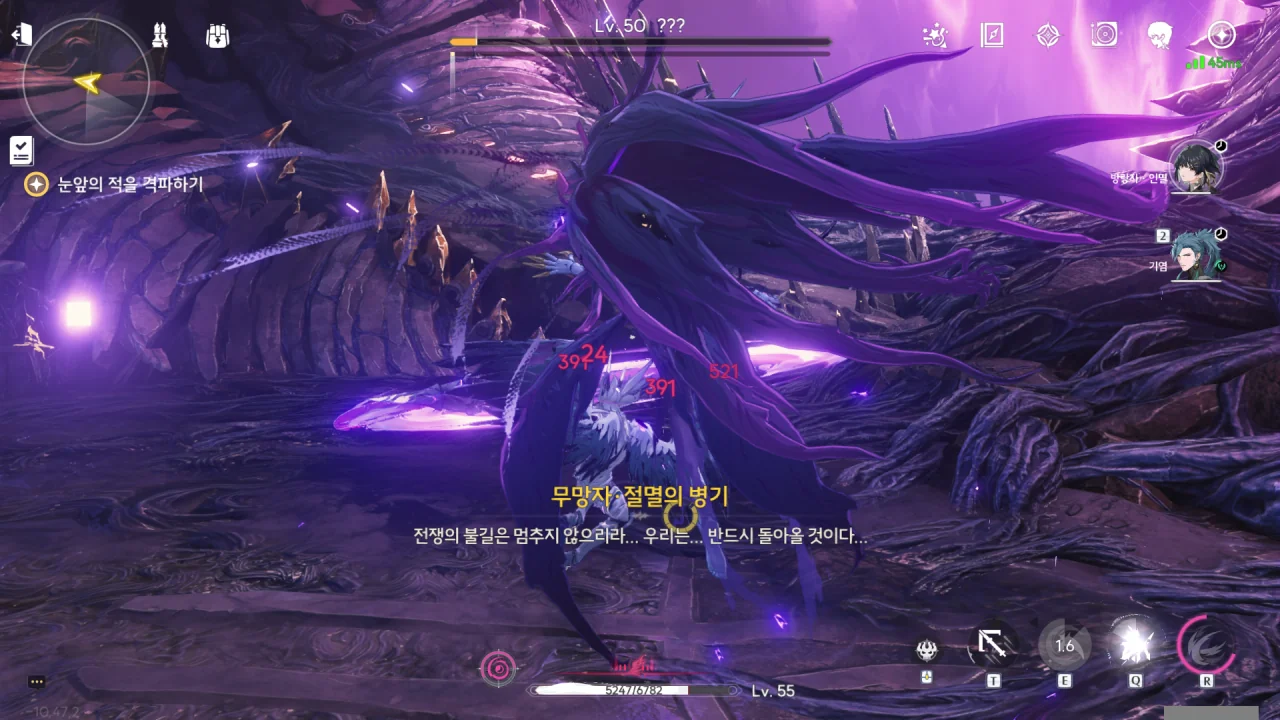 Lv. 50 ???
45ms
눈앞의 적을 격파하기
방랑자·인멸
2
기염
24
391
391
521
무망자·절멸의 병기
전쟁의 불길은 멈추지 않으리라... 우리는... 반드시 돌아올 것이다...
1.6
T
E
Q
R
5247/6782
Lv. 55